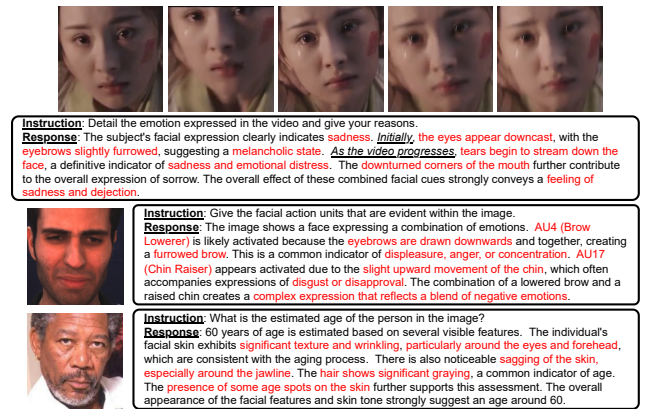 Instruction: Detail the emotion expressed in the video and give your reasons.
Response: The subject's facial expression clearly indicates sadness. Initially, the eyes appear downcast, with the
eyebrows slightly furrowed, suggesting a melancholic state. As the video progresses, tears begin to stream down the
face, a definitive indicator of sadness and emotional distress. The downturned corners of the mouth further contribute
to the overall expression of sorrow. The overall effect of these combined facial cues strongly conveys a feeling of
sadness and dejection.
Instruction: Give the facial action units that are evident within the image.
Response: The image shows a face expressing a combination of emotions. AU4 (Brow
Lowerer) is likely activated because the eyebrows are drawn downwards and together, creating
a furrowed brow. This is a common indicator of displeasure, anger, or concentration. AU17
(Chin Raiser) appears activated due to the slight upward movement of the chin, which often
accompanies expressions of disgust or disapproval. The combination of a lowered brow and a
raised chin creates a complex expression that reflects a blend of negative emotions.
Instruction: What is the estimated age of the person in the image?
Response: 60 years of age is estimated based on several visible features. The individual's
facial skin exhibits significant texture and wrinkling, particularly around the eyes and forehead,
which are consistent with the aging process. There is also noticeable sagging of the skin,
especially around the jawline. The hair shows significant graying, a common indicator of age.
The presence of some age spots on the skin further supports this assessment. The overall
appearance of the facial features and skin tone strongly suggest an age around 60.